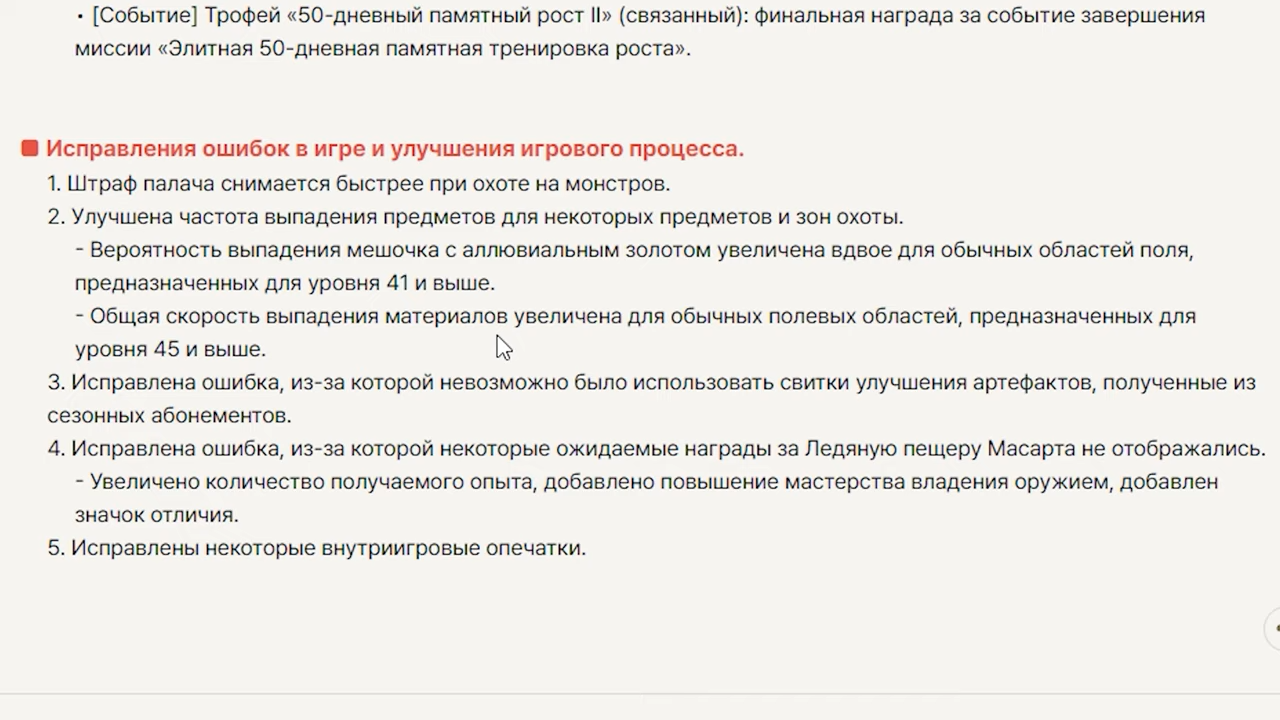 • [Событие] Трофей «50-дневный памятный рост II» (связанный): финальная награда за событие завершения
миссии «Элитная 50-дневная памятная тренировка роста».
Исправления ошибок в игре и улучшения игрового процесса.
1. Штраф палача снимается быстрее при охоте на монстров.
2. Улучшена частота выпадения предметов для некоторых предметов и зон охоты.
- Вероятность выпадения мешочка с аллювиальным золотом увеличена вдвое для обычных областей поля,
предназначенных для уровня 41 и выше.
- Общая скорость выпадения материалов увеличена для обычных полевых областей, предназначенных для
уровня 45 и выше.
3. Исправлена ошибка, из-за которой невозможно было использовать свитки улучшения артефактов, полученные из
сезонных абонементов.
4. Исправлена ошибка, из-за которой некоторые ожидаемые награды за Ледяную пещеру Масарта не отображались.
- Увеличено количество получаемого опыта, добавлено повышение мастерства владения оружием, добавлен
значок отличия.
5. Исправлены некоторые внутриигровые опечатки.